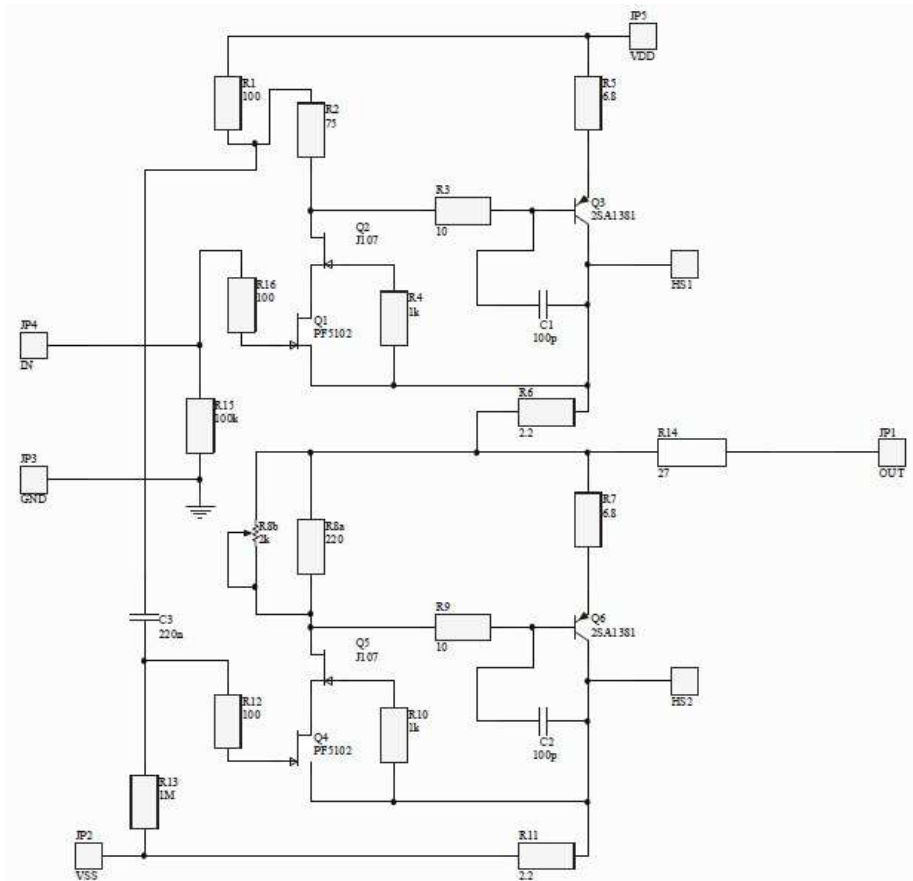 JP5
VDD
R1
100
R2
75
R5
6.8
R3
10
Q3
2SA1381
Q2
J107
HS1
R16
100
R4
1k
Q1
PF5102
C1
100p
JP4
IN
R15
100k
R6
2.2
R14
27
JP1
OUT
JP3
GND
R7
6.8
R8b
2k
R8a
220
C3
220n
R9
10
Q6
2SA1381
Q5
J107
HS2
R12
100
R10
1k
Q4
PF5102
C2
100p
R13
1M
JP2
VSS
R11
2.2